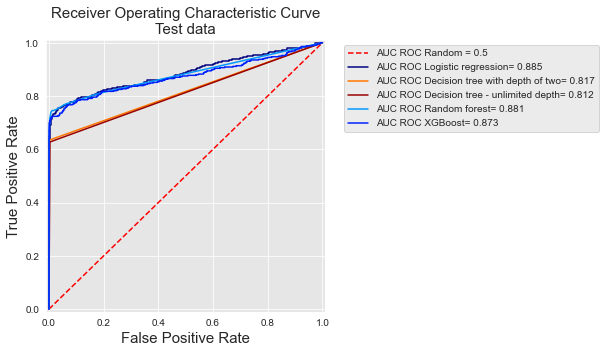 Receiver Operating Characteristic Curve
Test data
AUC ROC Random = 0.5
AUC ROC Logistic regression= 0.885
AUC ROC Decision tree with depth of two= 0.817
AUC ROC Decision tree - unlimited depth= 0.812
AUC ROC Random forest= 0.881
AUC ROC XGBoost= 0.873
True Positive Rate
1.0
0.8
0.6
0.4
0.2
0.0
0.0 0.2 0.4 0.6 0.8 1.0
False Positive Rate